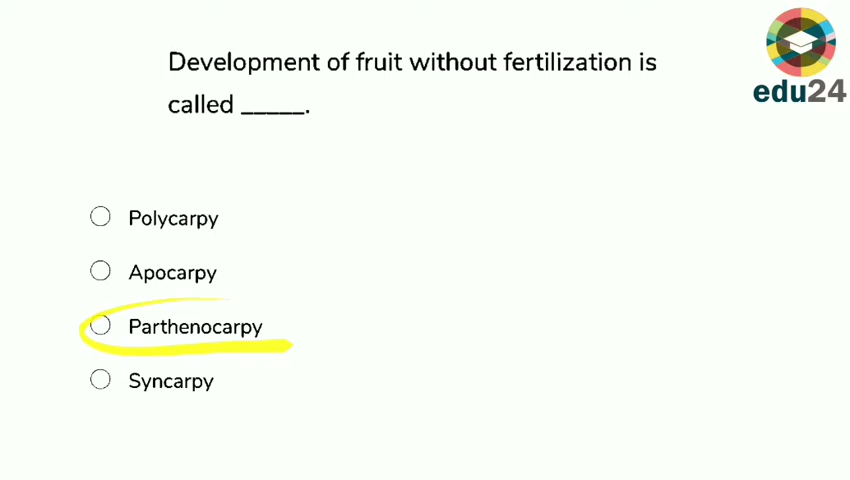 Development of fruit without fertilization is
called _____.
edu24
Polycarpy
Apocarpy
Parthenocarpy
Syncarpy